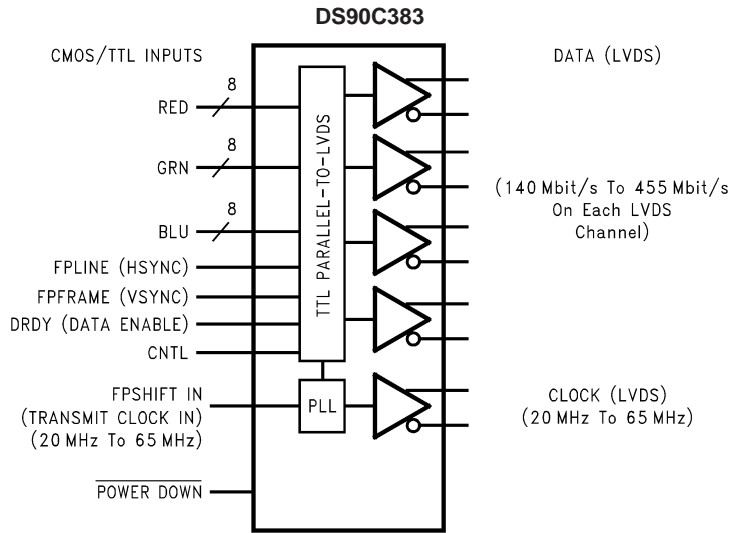 DS90C383
CMOS/TTL INPUTS
DATA (LVDS)
8
RED
8
GRN
8
BLU
FPLINE (HSYNC)
FPFRAME (VSYNC)
DRDY (DATA ENABLE)
CNTL
FPSHIFT IN
(TRANSMIT CLOCK IN)
(20 MHz To 65 MHz)
POWER DOWN
TTL PARALLEL-TO-LVDS
PLL
(140 Mbit/s To 455 Mbit/s
On Each LVDS
Channel)
CLOCK (LVDS)
(20 MHz To 65 MHz)